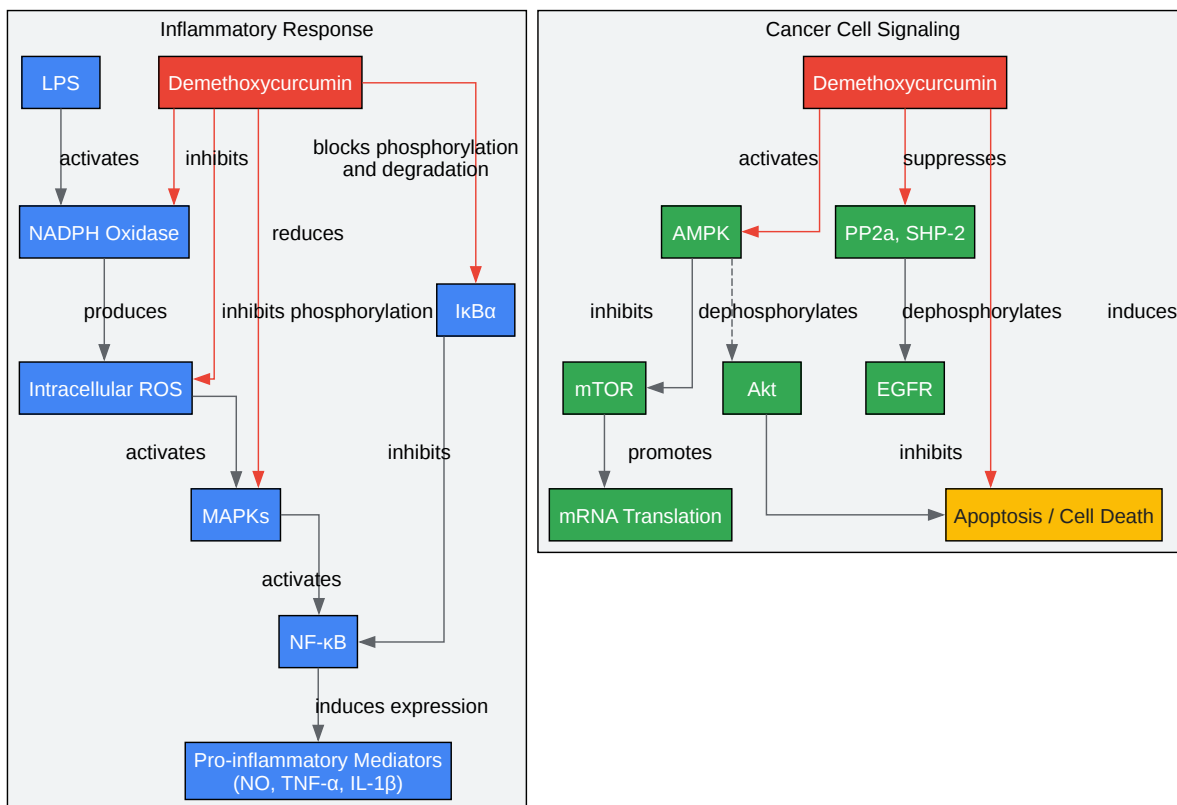 Inflammatory Response
LPS
Demethoxycurcumin
activates
inhibits
blocks phosphorylation
and degradation
NADPH Oxidase
reduces
produces
inhibits phosphorylation
IκBα
Intracellular ROS
activates
inhibits
MAPKs
activates
NF-κB
induces expression
Pro-inflammatory Mediators
(NO, TNF-α, IL-1β)
Cancer Cell Signaling
Demethoxycurcumin
activates
suppresses
AMPK
PP2a, SHP-2
inhibits
dephosphorylates
dephosphorylates
induces
mTOR
Akt
EGFR
promotes
inhibits
mRNA Translation
Apoptosis / Cell Death